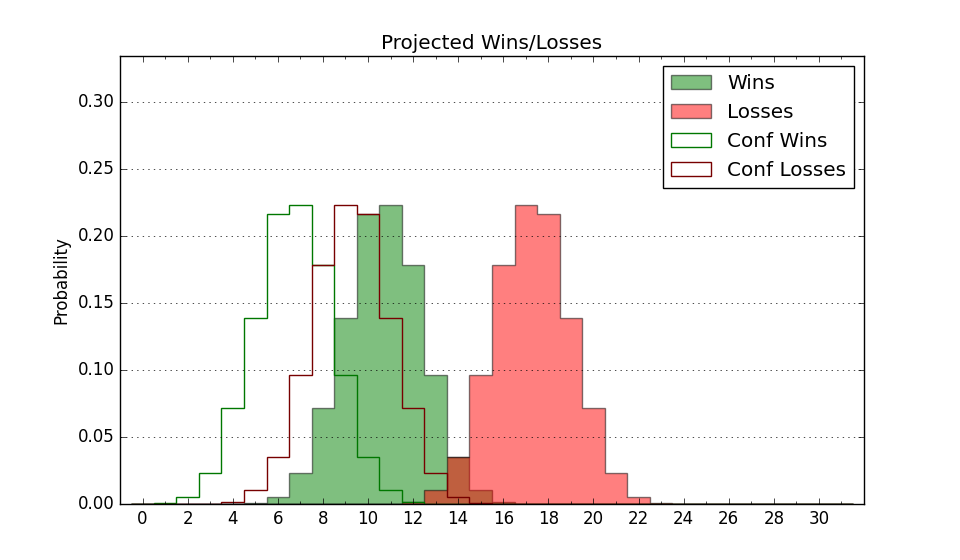 Projected Wins/Losses
Wins
Losses
Conf Wins
Conf Losses
Probability
0.30
0.25
0.20
0.15
0.10
0.05
0.00
0 2 4 6 8 10 12 14 16 18 20 22 24 26 28 30